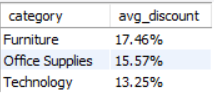 category avg_discount
Furniture 17.46%
Office Supplies 15.57%
Technology 13.25%